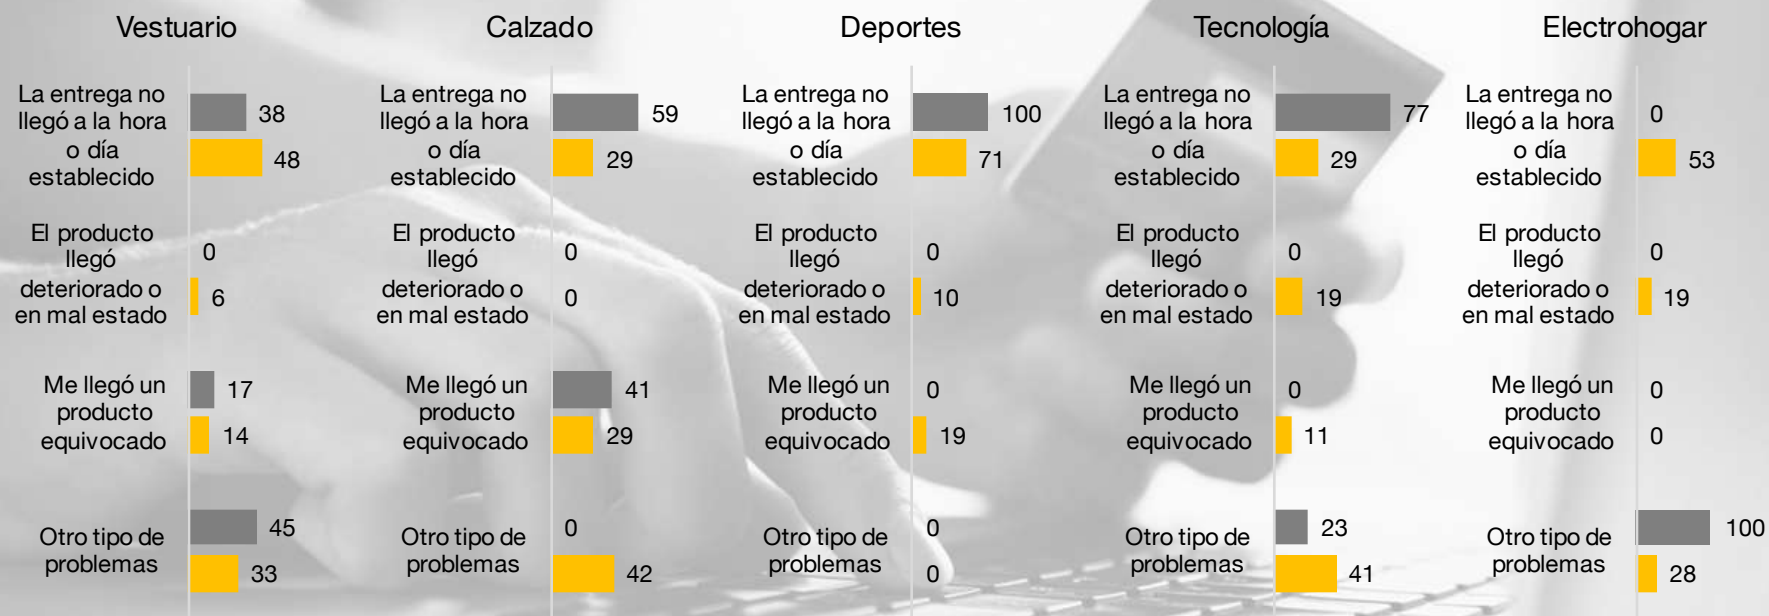 Vestuario
La entrega no
llegó a la hora
o día
establecido
38
48
El producto
llegó
deteriorado o
en mal estado
0
6
Me llegó un
producto
equivocado
17
14
Otro tipo de
problemas
45
33
Calzado
La entrega no
llegó a la hora
o día
establecido
59
29
El producto
llegó
deteriorado o
en mal estado
0
0
Me llegó un
producto
equivocado
41
29
Otro tipo de
problemas
0
42
Deportes
La entrega no
llegó a la hora
o día
establecido
100
71
El producto
llegó
deteriorado o
en mal estado
0
10
Me llegó un
producto
equivocado
0
19
Otro tipo de
problemas
0
0
Tecnología
La entrega no
llegó a la hora
o día
establecido
77
29
El producto
llegó
deteriorado o
en mal estado
0
19
Me llegó un
producto
equivocado
0
11
Otro tipo de
problemas
23
41
Electrohogar
La entrega no
llegó a la hora
o día
establecido
0
53
El producto
llegó
deteriorado o
en mal estado
0
19
Me llegó un
producto
equivocado
0
0
Otro tipo de
problemas
100
28